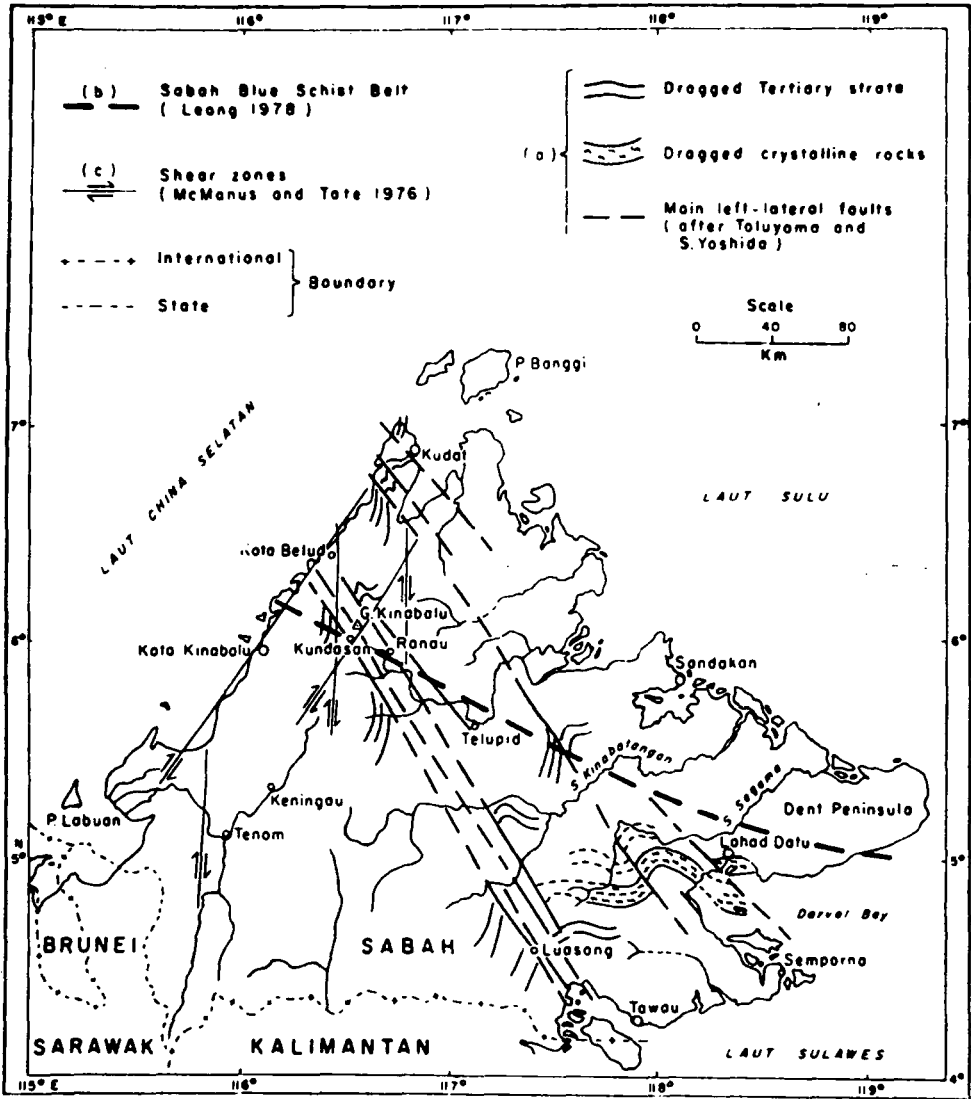 115° E
116°
117°
118°
119°
(b) Sabah Blue Schist Belt
( Leong 1978)
(c) Shear zones
( McManus and Tate 1976 )
International
State
Boundary
(a)
Dragged Tertiary strata
Dragged crystalline rocks
Main left-lateral faults
( after Toluyama and
S. Yoshida )
Scale
0 40 80
Km
P. Banggi
7°
7°
Kudat
LAUT CHINA SELATAN
LAUT SULU
Kota Belud
G. Kinabalu
6°
6°
Kota Kinabalu
Kundasan
Ranau
Sandakan
Telupid
S. Kinabatangan
S. Segama
Dent Peninsula
Keningau
P. Labuan
Tenom
Lahad Datu
N
5°
5°
Darvel Bay
BRUNEI
SABAH
Luasong
Semporna
Tawau
SARAWAK
KALIMANTAN
LAUT SULAWES
115° E
116°
117°
118°
119°
4°